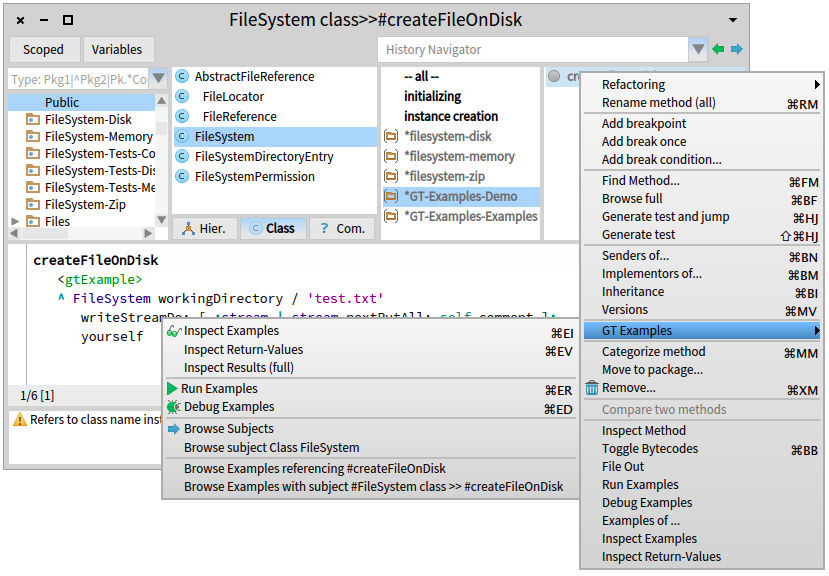 FileSystem class>>#createFileOnDisk
Scoped
Variables
History Navigator
Type: Pkg1|^Pkg2|Pk.*Co
Public
FileSystem-Disk
FileSystem-Memory
FileSystem-Tests-Co
FileSystem-Tests-Dis
FileSystem-Tests-Me
FileSystem-Zip
Files
AbstractFileReference
FileLocator
FileReference
FileSystem
FileSystemDirectoryEntry
FileSystemPermission
Hier.
Class
? Com.
-- all --
initializing
instance creation
*filesystem-disk
*filesystem-memory
*filesystem-zip
*GT-Examples-Demo
*GT-Examples-Examples
createFileOnDisk
<gtExample>
^ FileSystem workingDirectory / 'test.txt'
writeStreamDo: [ :stream | stream nextPutAll: self comment ];
yourself
1/6 [1]
Refers to class name inst
Inspect Examples ⌘EI
Inspect Return-Values ⌘EV
Inspect Results (full)
Run Examples ⌘ER
Debug Examples ⌘ED
Browse Subjects
Browse subject Class FileSystem
Browse Examples referencing #createFileOnDisk
Browse Examples with subject #FileSystem class >> #createFileOnDisk
Refactoring
Rename method (all) ⌘RM
Add breakpoint
Add break once
Add break condition...
Find Method... ⌘FM
Browse full ⌘BF
Generate test and jump ⌘HJ
Generate test ⇧⌘HJ
Senders of... ⌘BN
Implementors of... ⌘BM
Inheritance ⌘BI
Versions ⌘MV
GT Examples
Categorize method ⌘MM
Move to package...
Remove... ⌘XM
Compare two methods
Inspect Method
Toggle Bytecodes ⌘BB
File Out
Run Examples
Debug Examples
Examples of ...
Inspect Examples
Inspect Return-Values